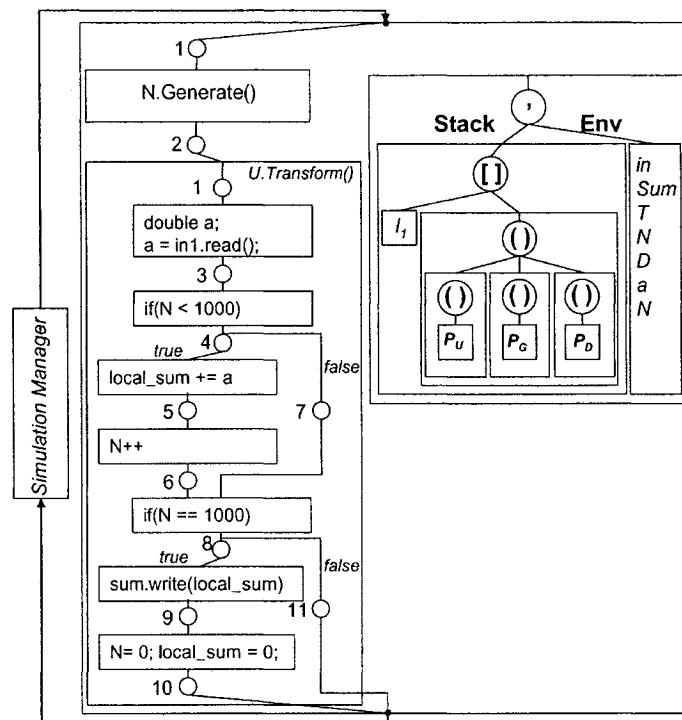 1
N.Generate()
2
U.Transform()
1
double a;
a = in1.read();
3
if(N < 1000)
4
true
false
local_sum += a
5
7
N++
6
if(N == 1000)
8
true
false
sum.write(local_sum)
9
11
N= 0; local_sum = 0;
10
Simulation Manager
,
Stack
Env
[ ]
l1
( )
( )
( )
( )
PU
PG
PD
in
Sum
T
N
D
a
N